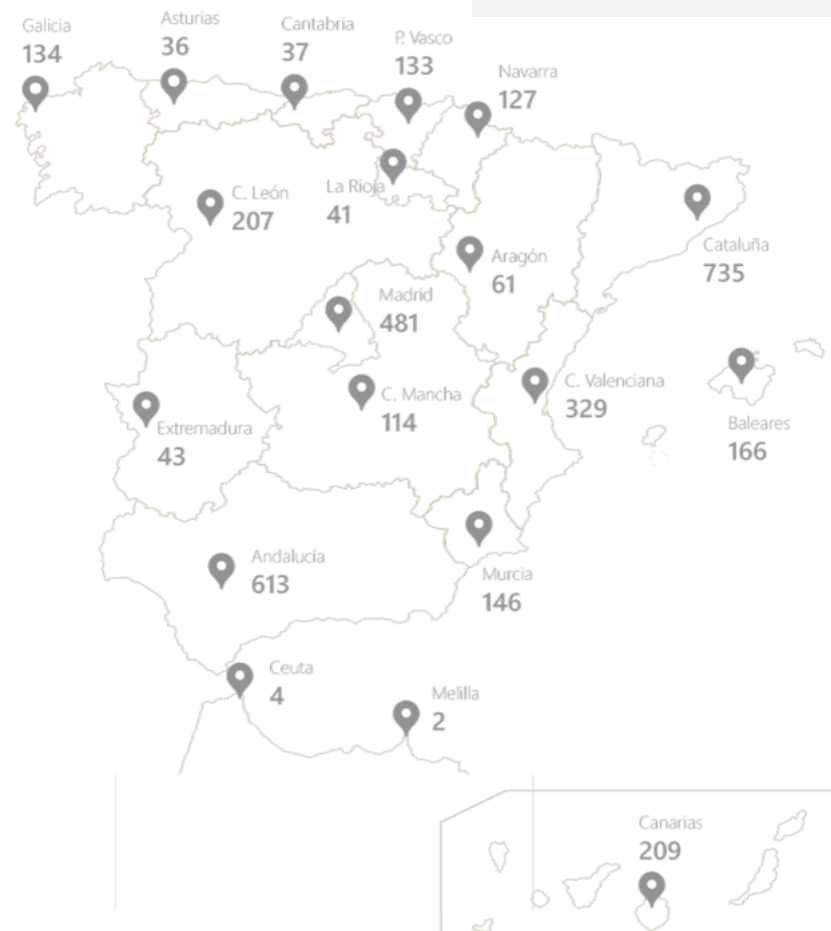 Galicia
134
Asturias
36
Cantabria
37
P. Vasco
133
Navarra
127
C. León
207
La Rioja
41
Aragón
61
Cataluña
735
Madrid
481
C. Mancha
114
C. Valenciana
329
Baleares
166
Extremadura
43
Andalucía
613
Murcia
146
Ceuta
4
Melilla
2
Canarias
209